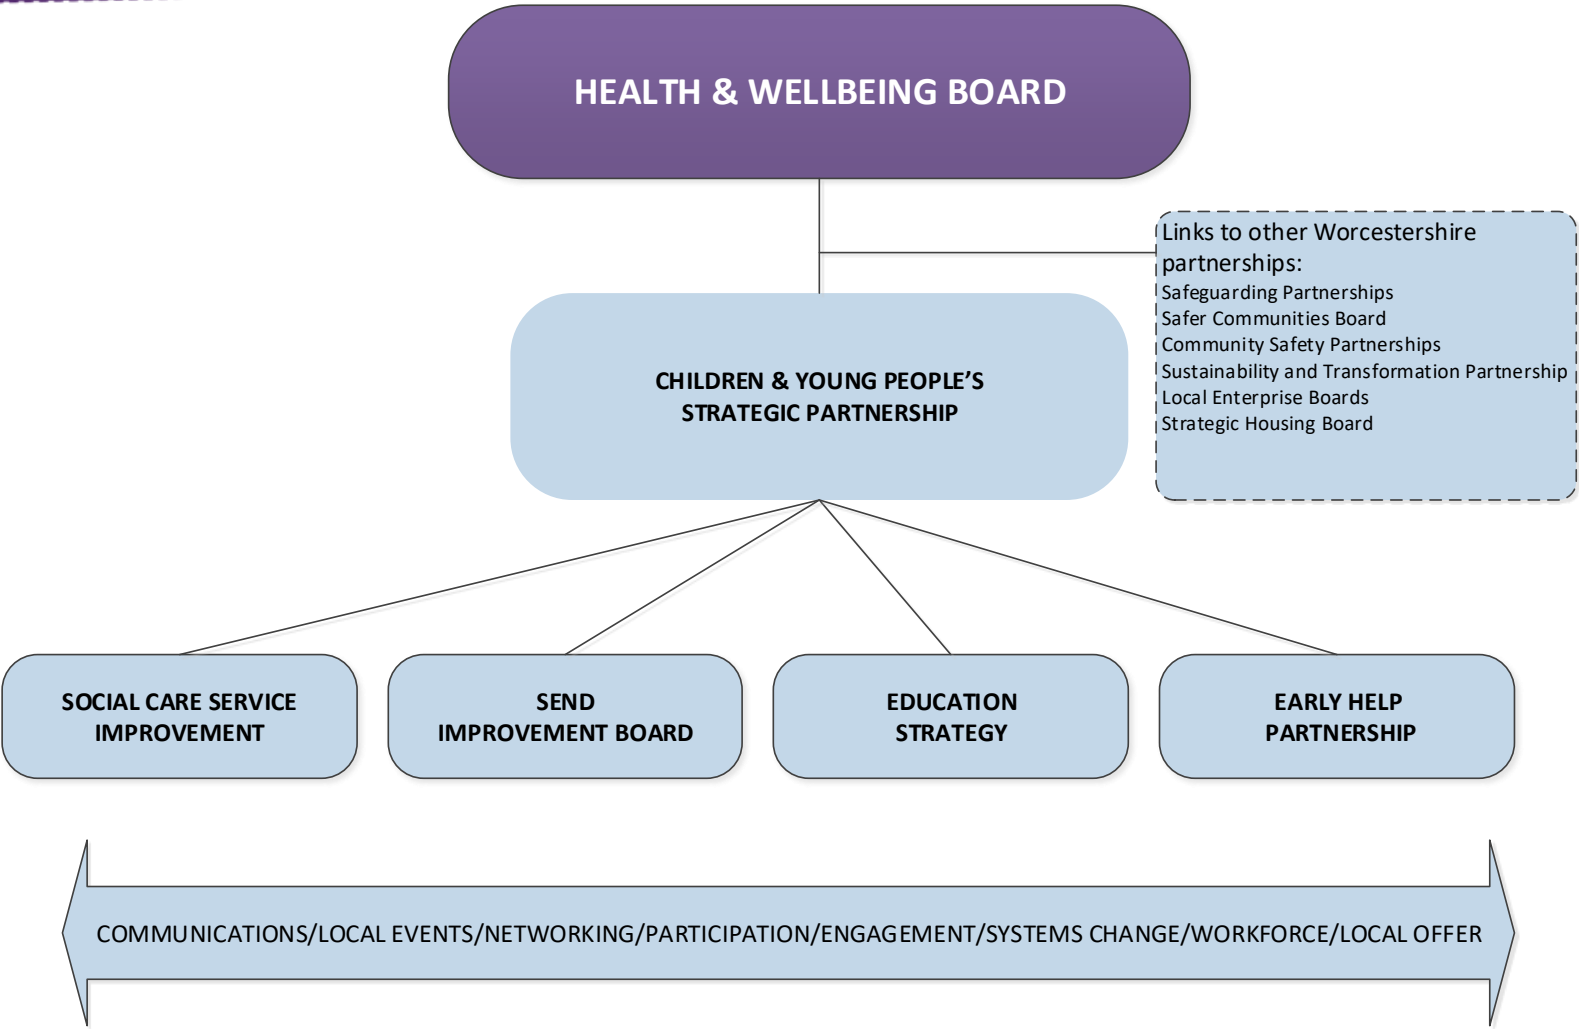 HEALTH & WELLBEING BOARD
Links to other Worcestershire
partnerships:
Safeguarding Partnerships
Safer Communities Board
Community Safety Partnerships
Sustainability and Transformation Partnership
Local Enterprise Boards
Strategic Housing Board
CHILDREN & YOUNG PEOPLE’S
STRATEGIC PARTNERSHIP
SOCIAL CARE SERVICE
IMPROVEMENT
SEND
IMPROVEMENT BOARD
EDUCATION
STRATEGY
EARLY HELP
PARTNERSHIP
COMMUNICATIONS/LOCAL EVENTS/NETWORKING/PARTICIPATION/ENGAGEMENT/SYSTEMS CHANGE/WORKFORCE/LOCAL OFFER